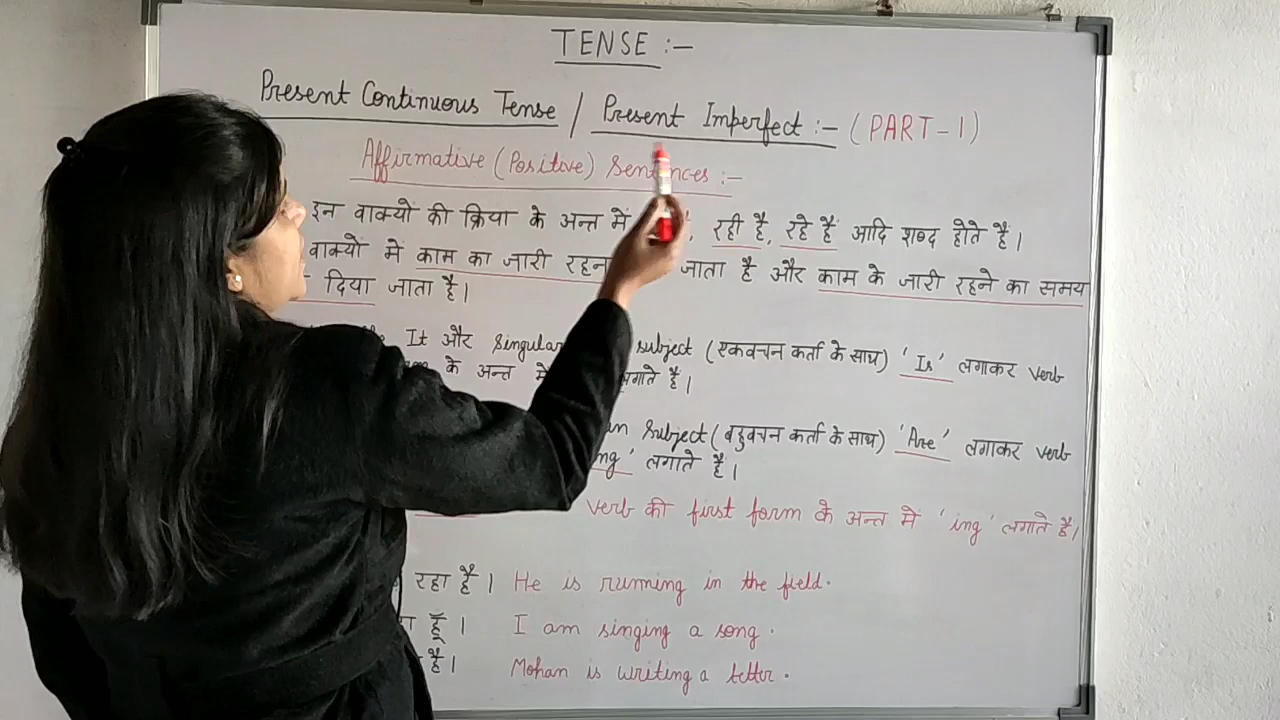 TENSE :-
Present Continuous Tense / Present Imperfect :- (PART-1)
Affirmative (Positive) Sentences :-
इन वाक्यों की क्रिया के अन्त में रही है, रहे हैं आदि शब्द होते हैं।
वाक्यों मे काम का जारी रहना जाता है और काम के जारी रहने का समय
दिया जाता है।
It और Singular subject (एकवचन कर्ता के साथ) 'Is' लगाकर verb
के अन्त मे लगाते हैं।
Subject (बहुवचन कर्ता के साथ) 'Are' लगाकर verb
ing' लगाते हैं।
verb की first form के अन्त में 'ing' लगाते हैं।
रहा है। He is running in the field.
हूँ। I am singing a song.
है। Mohan is writing a letter.